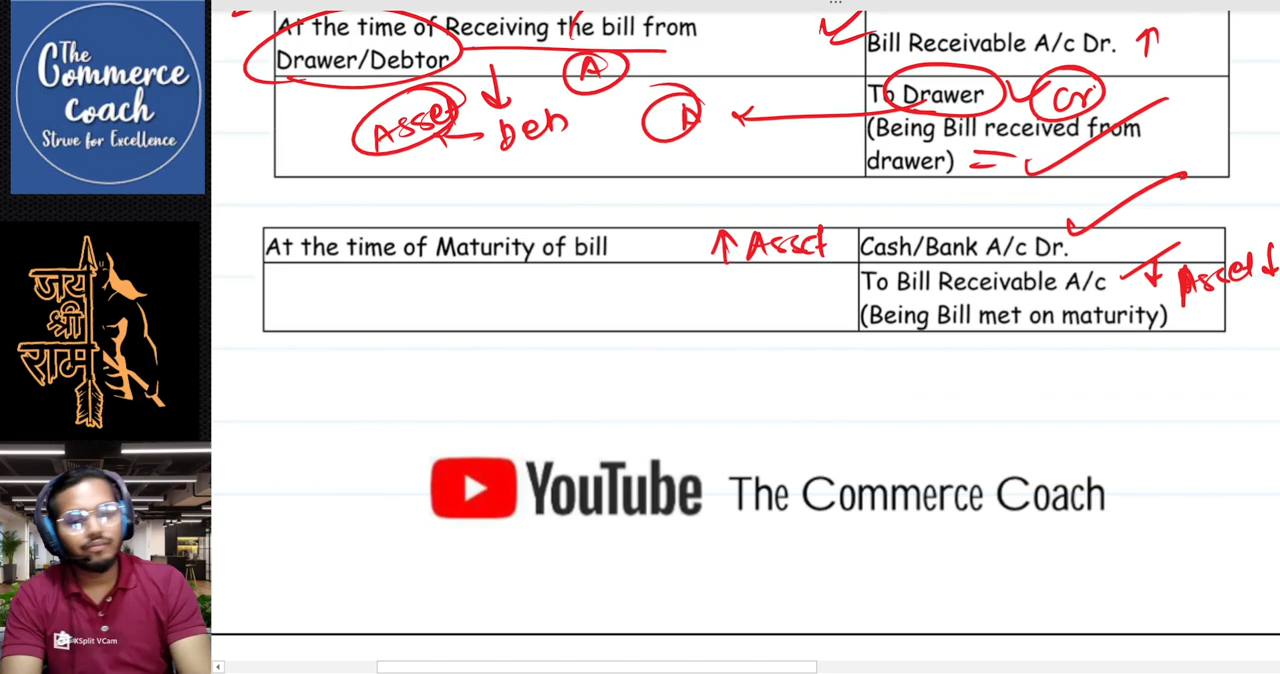 The
Commerce
Coach
Strive for Excellence
जय
श्री
राम
XSplit VCam
At the time of Receiving the bill from
Drawer/Debtor
A
Asset
Deb
A
Bill Receivable A/c Dr.
To Drawer
Cr
(Being Bill received from
drawer)
At the time of Maturity of bill
↑ Asset
Cash/Bank A/c Dr.
To Bill Receivable A/c
↓ Asset ↓
(Being Bill met on maturity)
YouTube The Commerce Coach